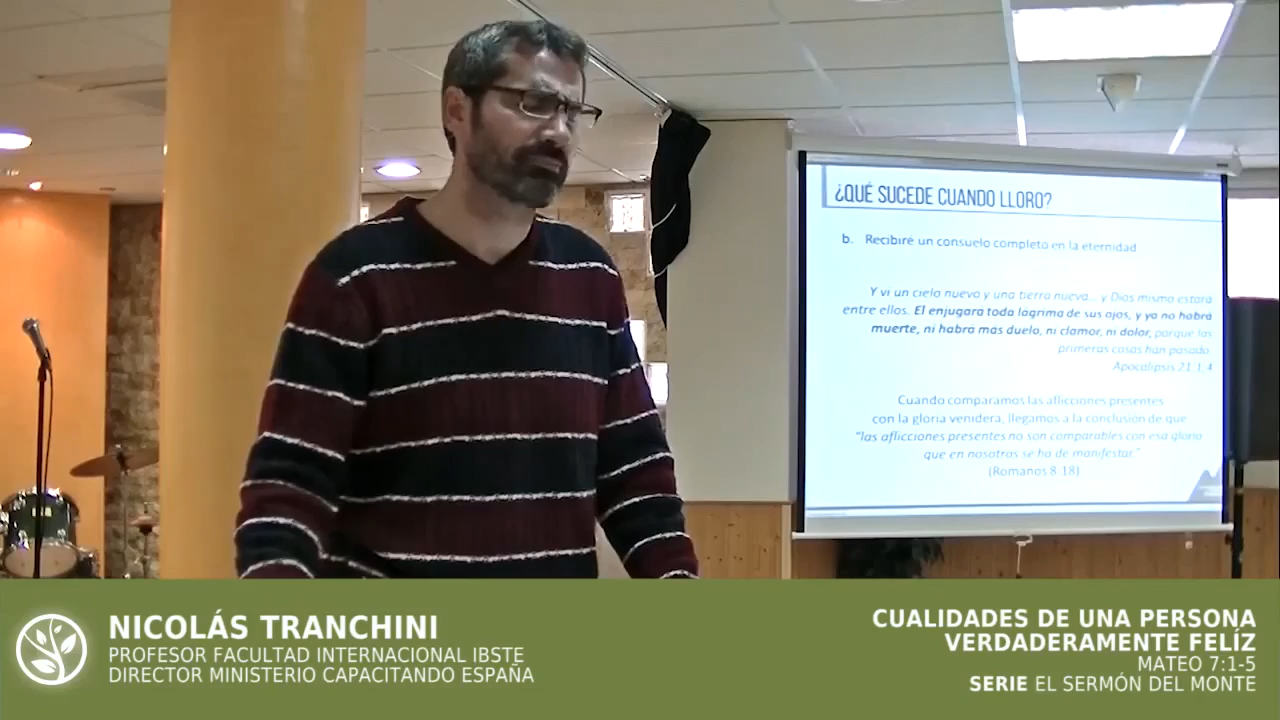 ¿QUÉ SUCEDE CUANDO LLORO?
b. Recibiré un consuelo completo en la eternidad
Y vi un cielo nuevo y una tierra nueva... y Dios mismo estará
entre ellos. El enjugará toda lágrima de sus ojos, y ya no habrá
muerte, ni habrá más duelo, ni clamor, ni dolor, porque las
primeras cosas han pasado.
Apocalipsis 21:1,4
Cuando comparamos las aflicciones presentes
con la gloria venidera, llegamos a la conclusión de que
"las aflicciones presentes no son comparables con esa gloria
que en nosotros se ha de manifestar."
(Romanos 8:18)
NICOLÁS TRANCHINI
PROFESOR FACULTAD INTERNACIONAL IBSTE
DIRECTOR MINISTERIO CAPACITANDO ESPAÑA
CUALIDADES DE UNA PERSONA
VERDADERAMENTE FELÍZ
MATEO 7:1-5
SERIE EL SERMÓN DEL MONTE